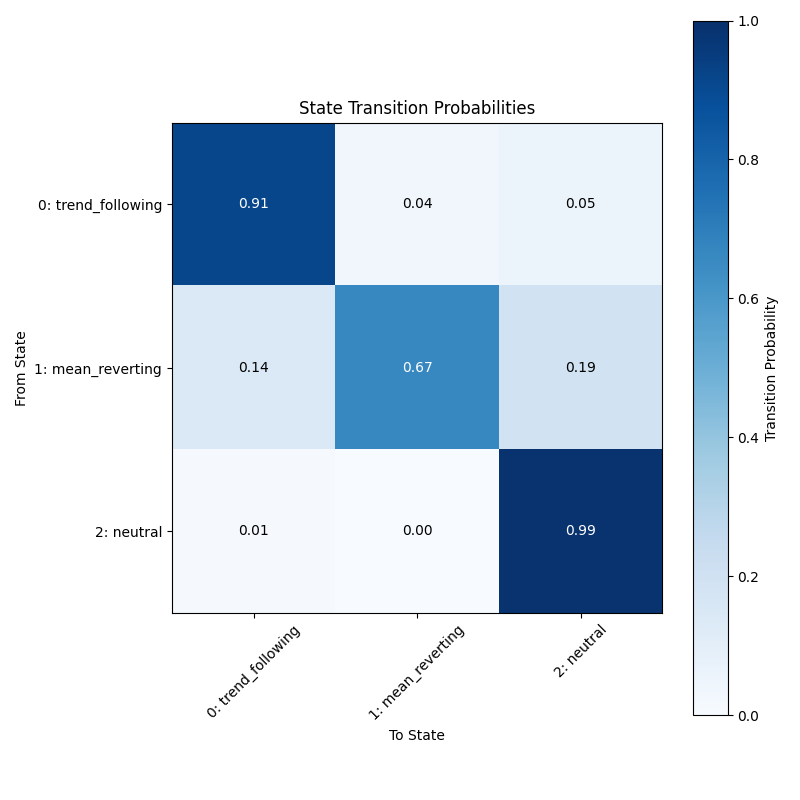 State Transition Probabilities
From State
0: trend_following
0.91
0.04
0.05
1: mean_reverting
0.14
0.67
0.19
2: neutral
0.01
0.00
0.99
0: trend_following
1: mean_reverting
2: neutral
To State
1.0
0.8
0.6
0.4
0.2
0.0
Transition Probability